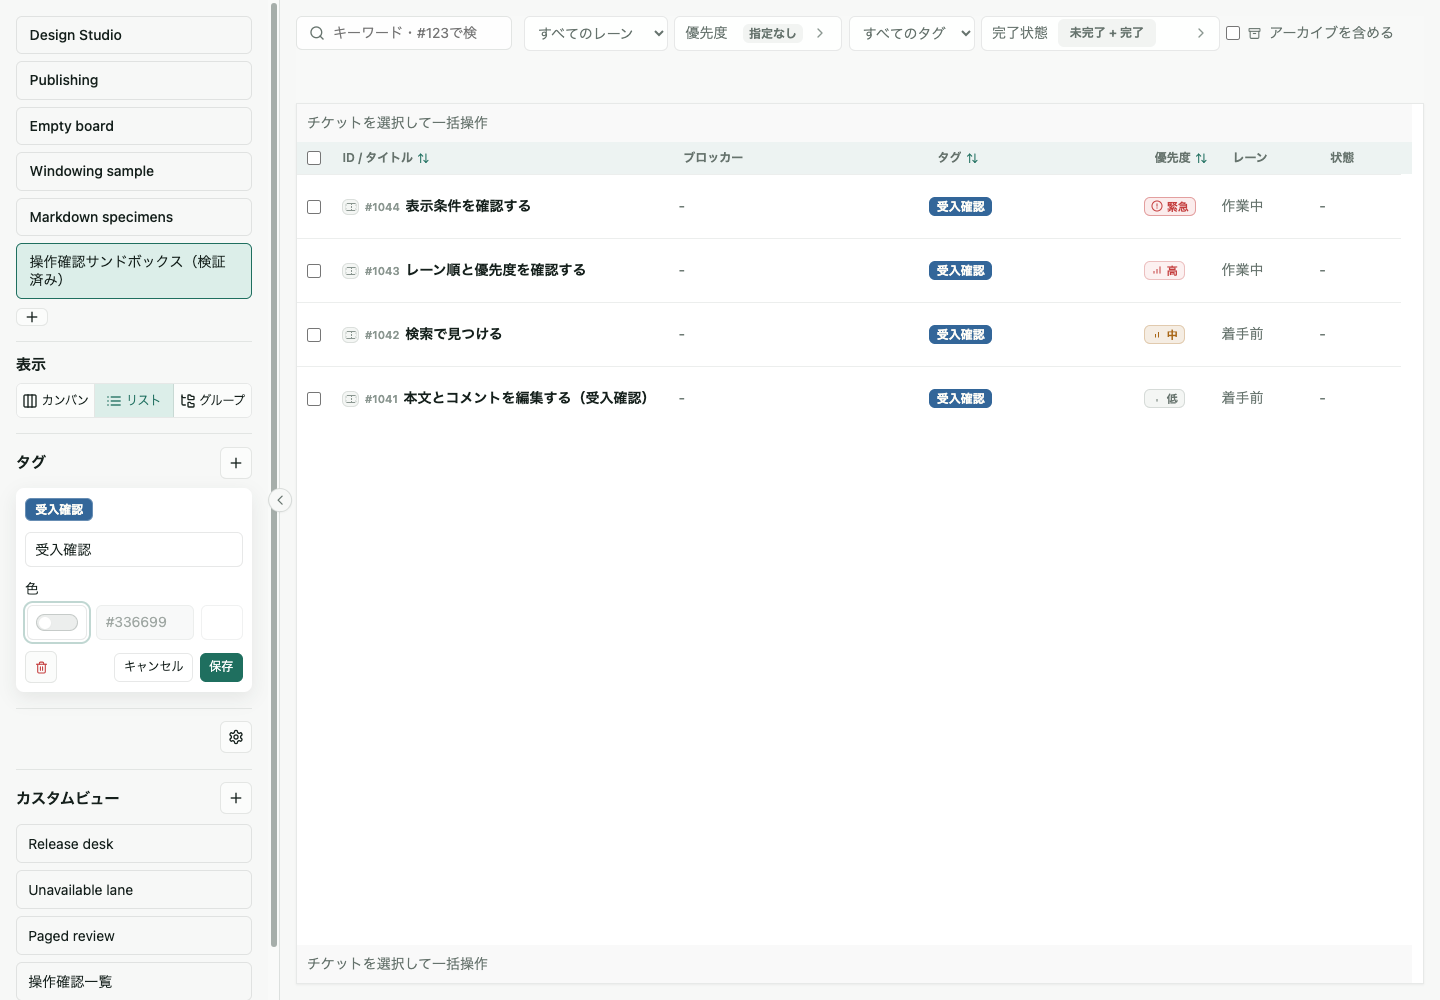 Design Studio
Publishing
Empty board
Windowing sample
Markdown specimens
操作確認サンドボックス（検証
済み）
表示
カンバン リスト グループ
タグ
受入確認
受入確認
色
#336699
キャンセル 保存
カスタムビュー
Release desk
Unavailable lane
Paged review
操作確認一覧
キーワード・#123で検 すべてのレーン 優先度 指定なし すべてのタグ 完了状態 未完了 + 完了 アーカイブを含める
チケットを選択して一括操作
ID / タイトル ブロッカー タグ 優先度 レーン 状態
#1044 表示条件を確認する - 受入確認 緊急 作業中 -
#1043 レーン順と優先度を確認する - 受入確認 高 作業中 -
#1042 検索で見つける - 受入確認 中 着手前 -
#1041 本文とコメントを編集する（受入確認） - 受入確認 低 着手前 -
チケットを選択して一括操作